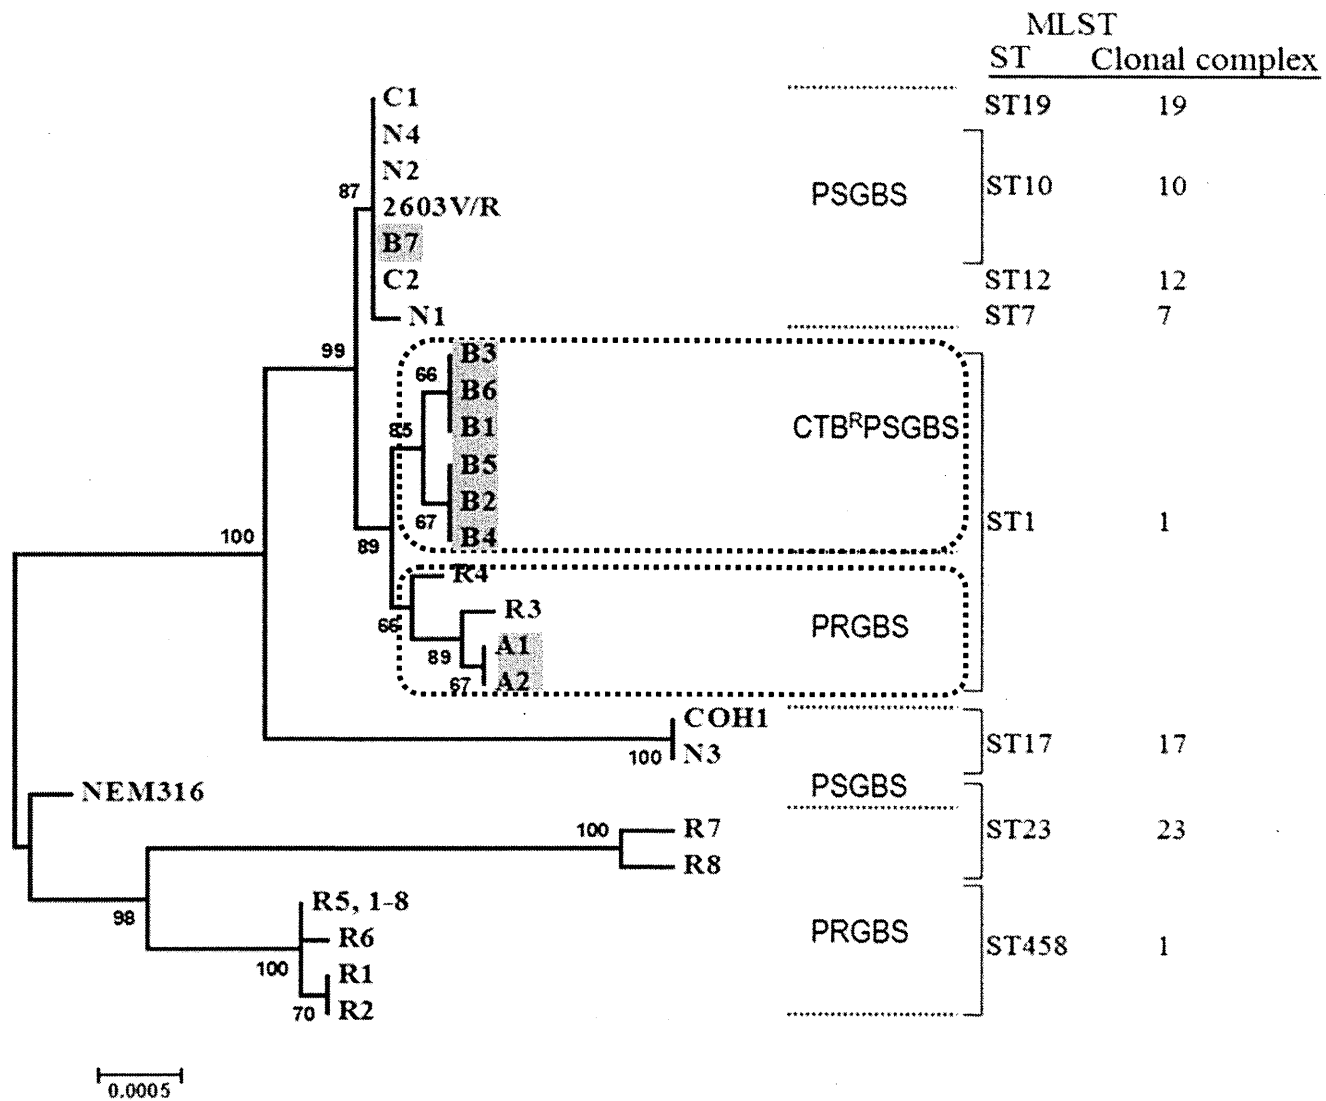 MLST
ST Clonal complex
C1 ST19 19
N4
N2
87 PSGBS ST10 10
2603V/R
B7
C2 ST12 12
N1 ST7 7
99 B3
66 B6
B1 CTBᴿPSGBS
85 B5
B2
67 B4 ST1 1
100
89
R4
R3 PRGBS
66
A1
89
A2
67
COH1
N3 ST17 17
100
NEM316 PSGBS
100 R7 ST23 23
R8
R5, 1-8
98
R6 PRGBS ST458 1
100
R1
R2
70
0.0005